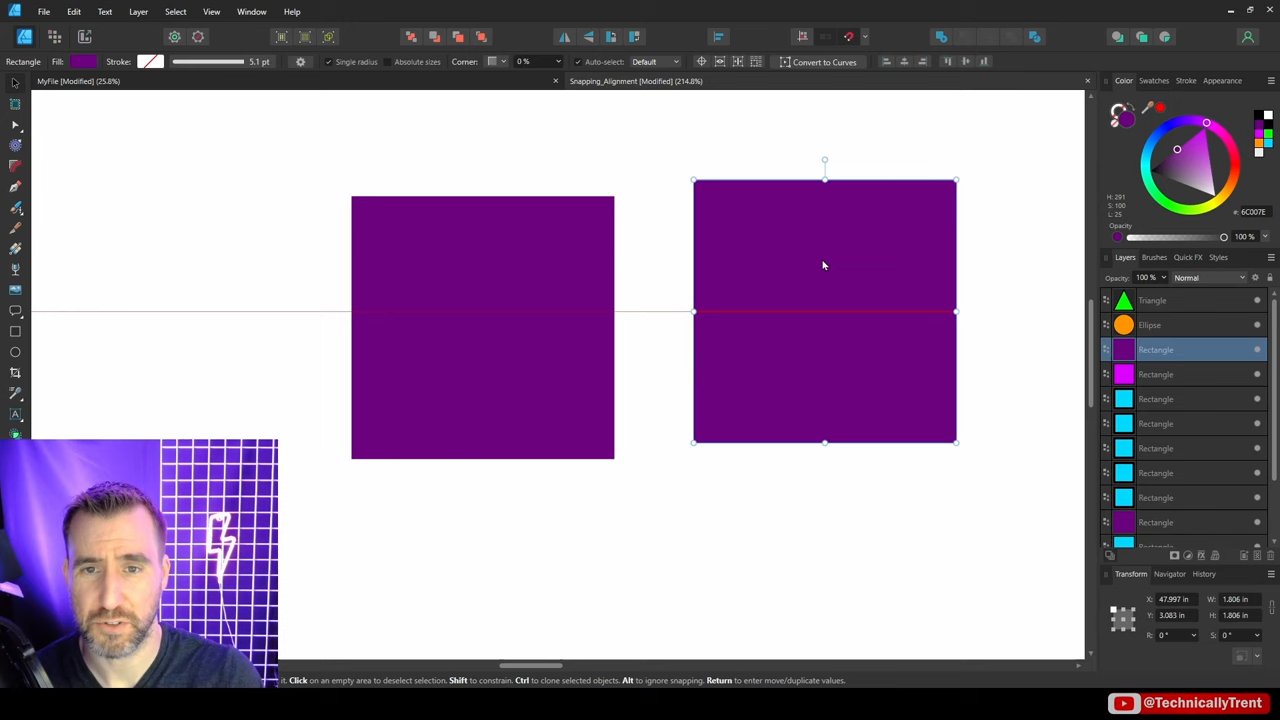 File Edit Text Layer Select View Window Help
Rectangle Fill: Stroke: 5.1 pt Single radius Absolute sizes Corner: 0 % Auto-select: Default Convert to Curves
MyFile [Modified] (25.8%) Snapping_Alignment [Modified] (214.8%)
Color Swatches Stroke Appearance
H: 291
S: 100
L: 25
#: 6C007E
Opacity
100 %
Layers Brushes Quick FX Styles
Opacity: 100 % Normal
Triangle
Ellipse
Rectangle
Rectangle
Rectangle
Rectangle
Rectangle
Rectangle
Rectangle
Rectangle
Transform Navigator History
X: 47.997 in W: 1.806 in
Y: 3.083 in H: 1.806 in
R: 0 ° S: 0 °
it. Click on an empty area to deselect selection. Shift to constrain. Ctrl to clone selected objects. Alt to ignore snapping. Return to enter move/duplicate values.
@TechnicallyTrent